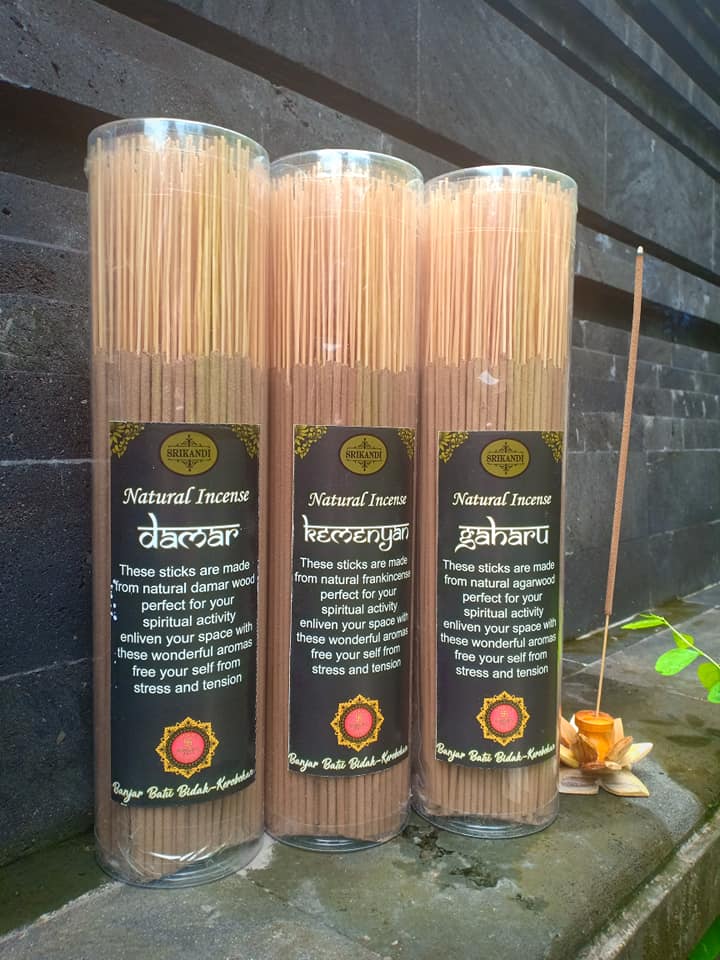 SRIKANDI
Natural Incense
damar
These sticks are made
from natural damar wood
perfect for your
spiritual activity
enliven your space with
these wonderful aromas
free your self from
stress and tension
Banjar Batu Bidak-Kerobokan
SRIKANDI
Natural Incense
kemenyan
These sticks are made
from natural frankincense
perfect for your
spiritual activity
enliven your space with
these wonderful aromas
free your self from
stress and tension
Banjar Batu Bidak-Kerobokan
SRIKANDI
Natural Incense
gaharu
These sticks are made
from natural agarwood
perfect for your
spiritual activity
enliven your space with
these wonderful aromas
free your self from
stress and tension
Banjar Batu Bidak-Kerobokan